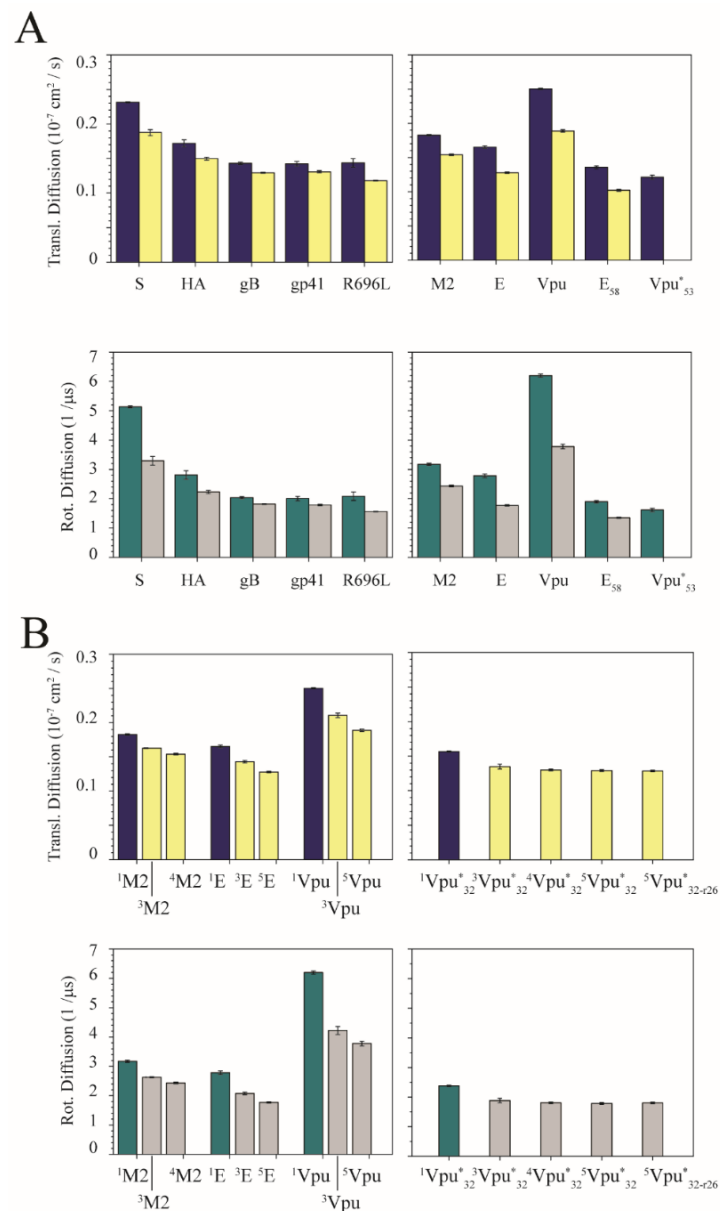 A
Transl. Diffusion (10⁻⁷ cm² / s)
0.3
0.2
0.1
0
S HA gB gp41 R696L
M2 E Vpu E₅₈ Vpu*₅₃
Rot. Diffusion (1 /µs)
7
6
5
4
3
2
1
0
S HA gB gp41 R696L
M2 E Vpu E₅₈ Vpu*₅₃
B
Transl. Diffusion (10⁻⁷ cm² / s)
0.3
0.2
0.1
0
¹M2 ⁴M2 ¹E ³E ⁵E ¹Vpu ⁵Vpu
³M2 ³Vpu
¹Vpu*₃₂ ³Vpu*₃₂ ⁴Vpu*₃₂ ⁵Vpu*₃₂ ⁵Vpu*₃₂₋ᵣ₂₆
Rot. Diffusion (1 /µs)
7
6
5
4
3
2
1
0
¹M2 ⁴M2 ¹E ³E ⁵E ¹Vpu ⁵Vpu
³M2 ³Vpu
¹Vpu*₃₂ ³Vpu*₃₂ ⁴Vpu*₃₂ ⁵Vpu*₃₂ ⁵Vpu*₃₂₋ᵣ₂₆